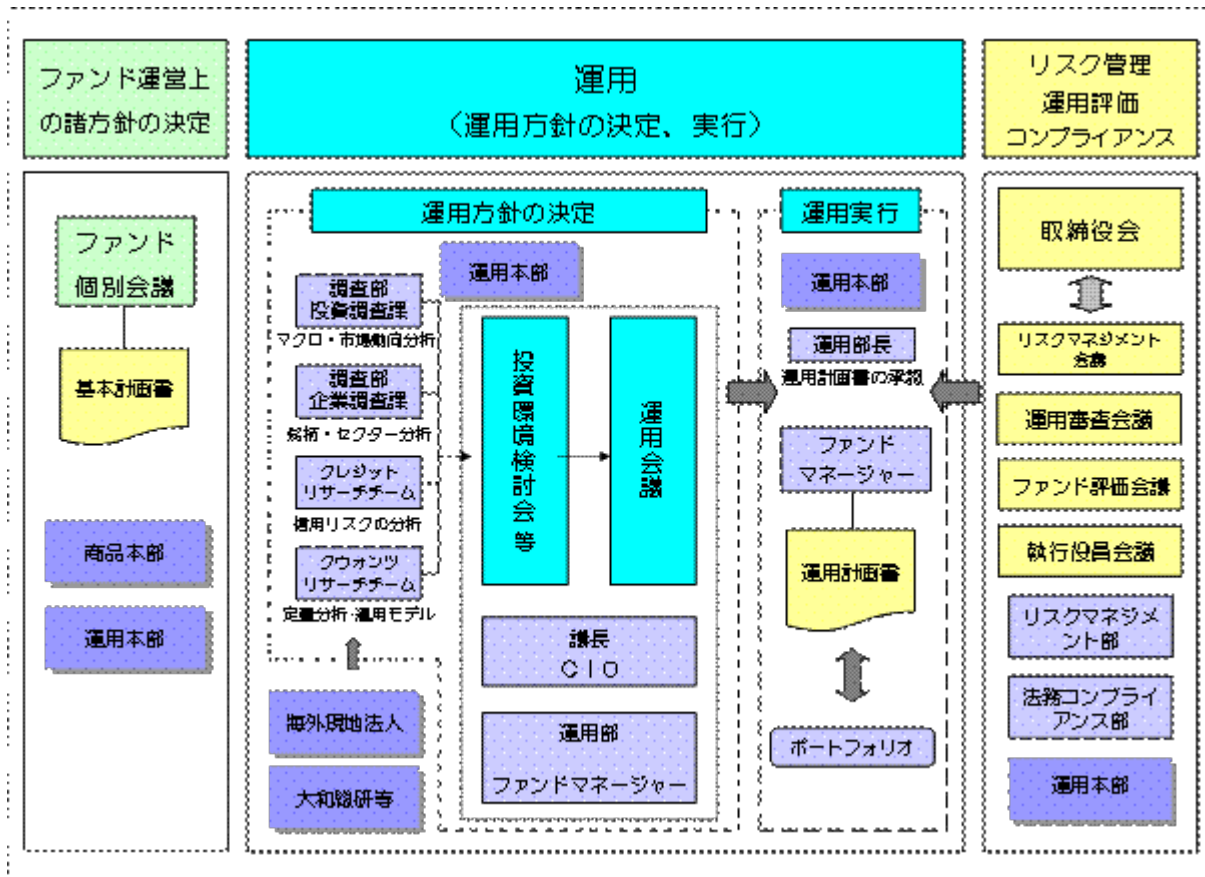 ファンド運営上
の諸方針の決定
運用
（運用方針の決定、実行）
リスク管理
運用評価
コンプライアンス
ファンド
個別会議
基本計画書
商品本部
運用本部
運用方針の決定
運用本部
調査部
投資調査課
マクロ・市場動向分析
調査部
企業調査課
銘柄・セクター分析
クレジット
リサーチチーム
信用リスクの分析
クウォンツ
リサーチチーム
定量分析・運用モデル
海外現地法人
大和総研等
投資環境検討会等
運用会議
議長
ＣＩＯ
運用部
ファンドマネージャー
運用実行
運用本部
運用部長
運用計画書の承認
ファンド
マネージャー
運用計画書
ポートフォリオ
取締役会
リスクマネジメント
会議
運用審査会議
ファンド評価会議
執行役員会議
リスクマネジメ
ント部
法務コンプライ
アンス部
運用本部